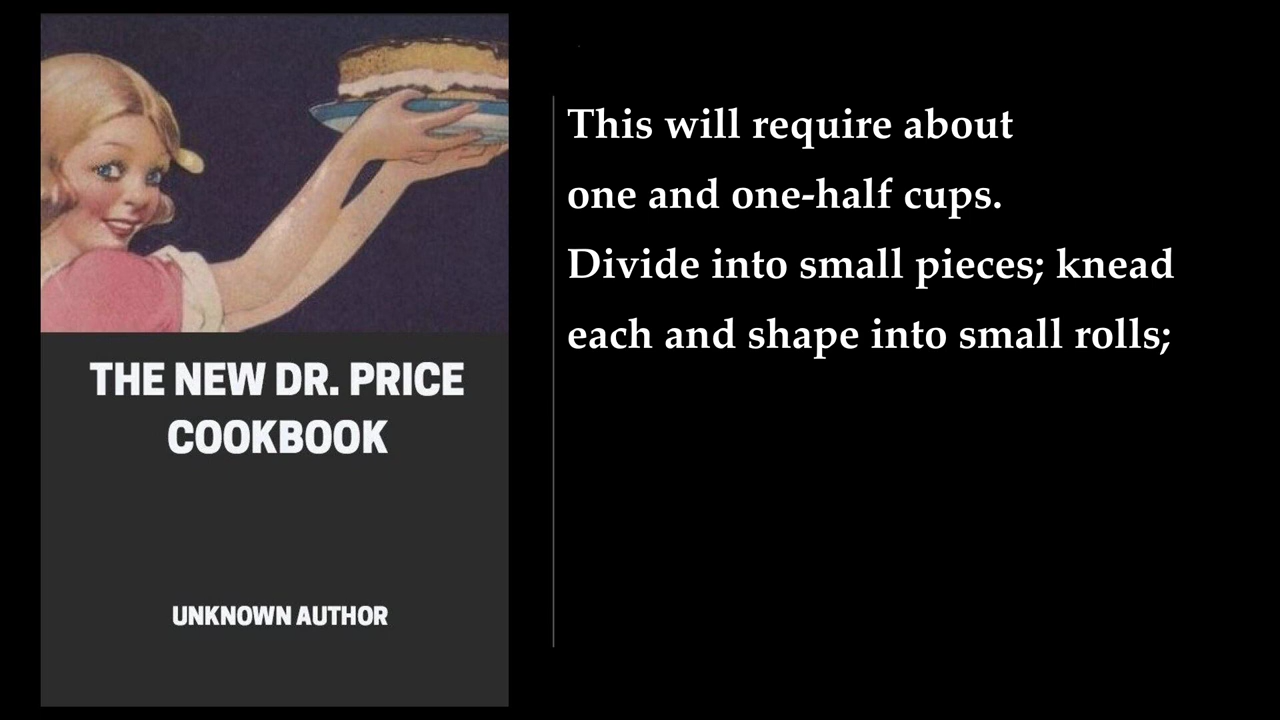 THE NEW DR. PRICE
COOKBOOK
UNKNOWN AUTHOR
This will require about
one and one-half cups.
Divide into small pieces; knead
each and shape into small rolls;